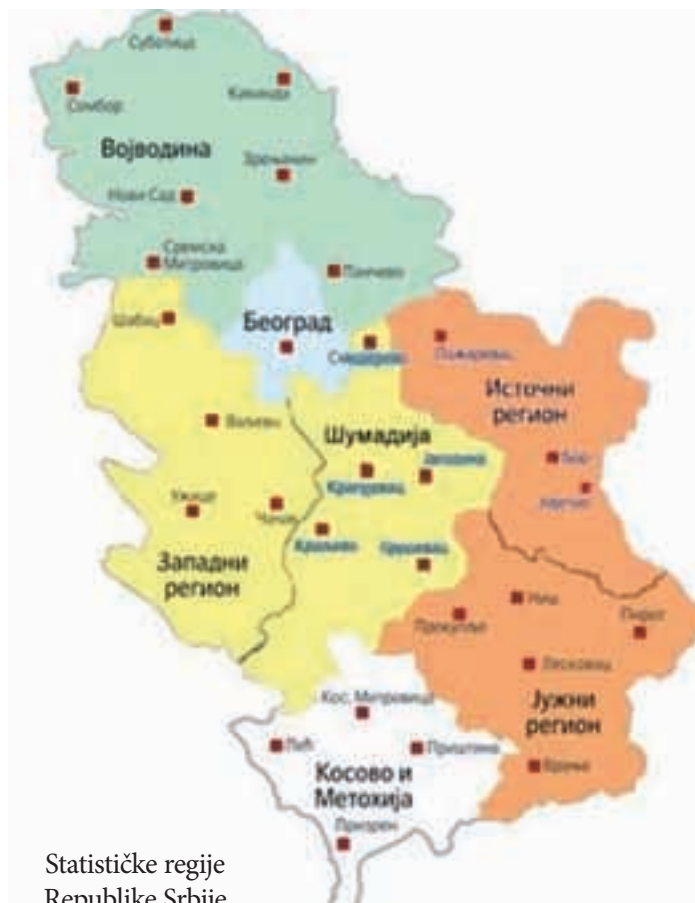 Суботица
Сомбор
Кикинда
Војводина
Зрењанин
Нови Сад
Сремска
Митровица
Панчево
Шабац
Београд
Смедерево
Пожаревац
Источни
регион
Ваљево
Шумадија
Јагодина
Бор
Крагујевац
Ужице
Чачак
Краљево
Крушевац
Западни
регион
Ниш
Пирот
Прокупље
Лесковац
Кос. Митровица
Јужни
регион
Пећ
Приштина
Врање
Косово и
Метохија
Призрен
Statističke regije
Republike Srbije